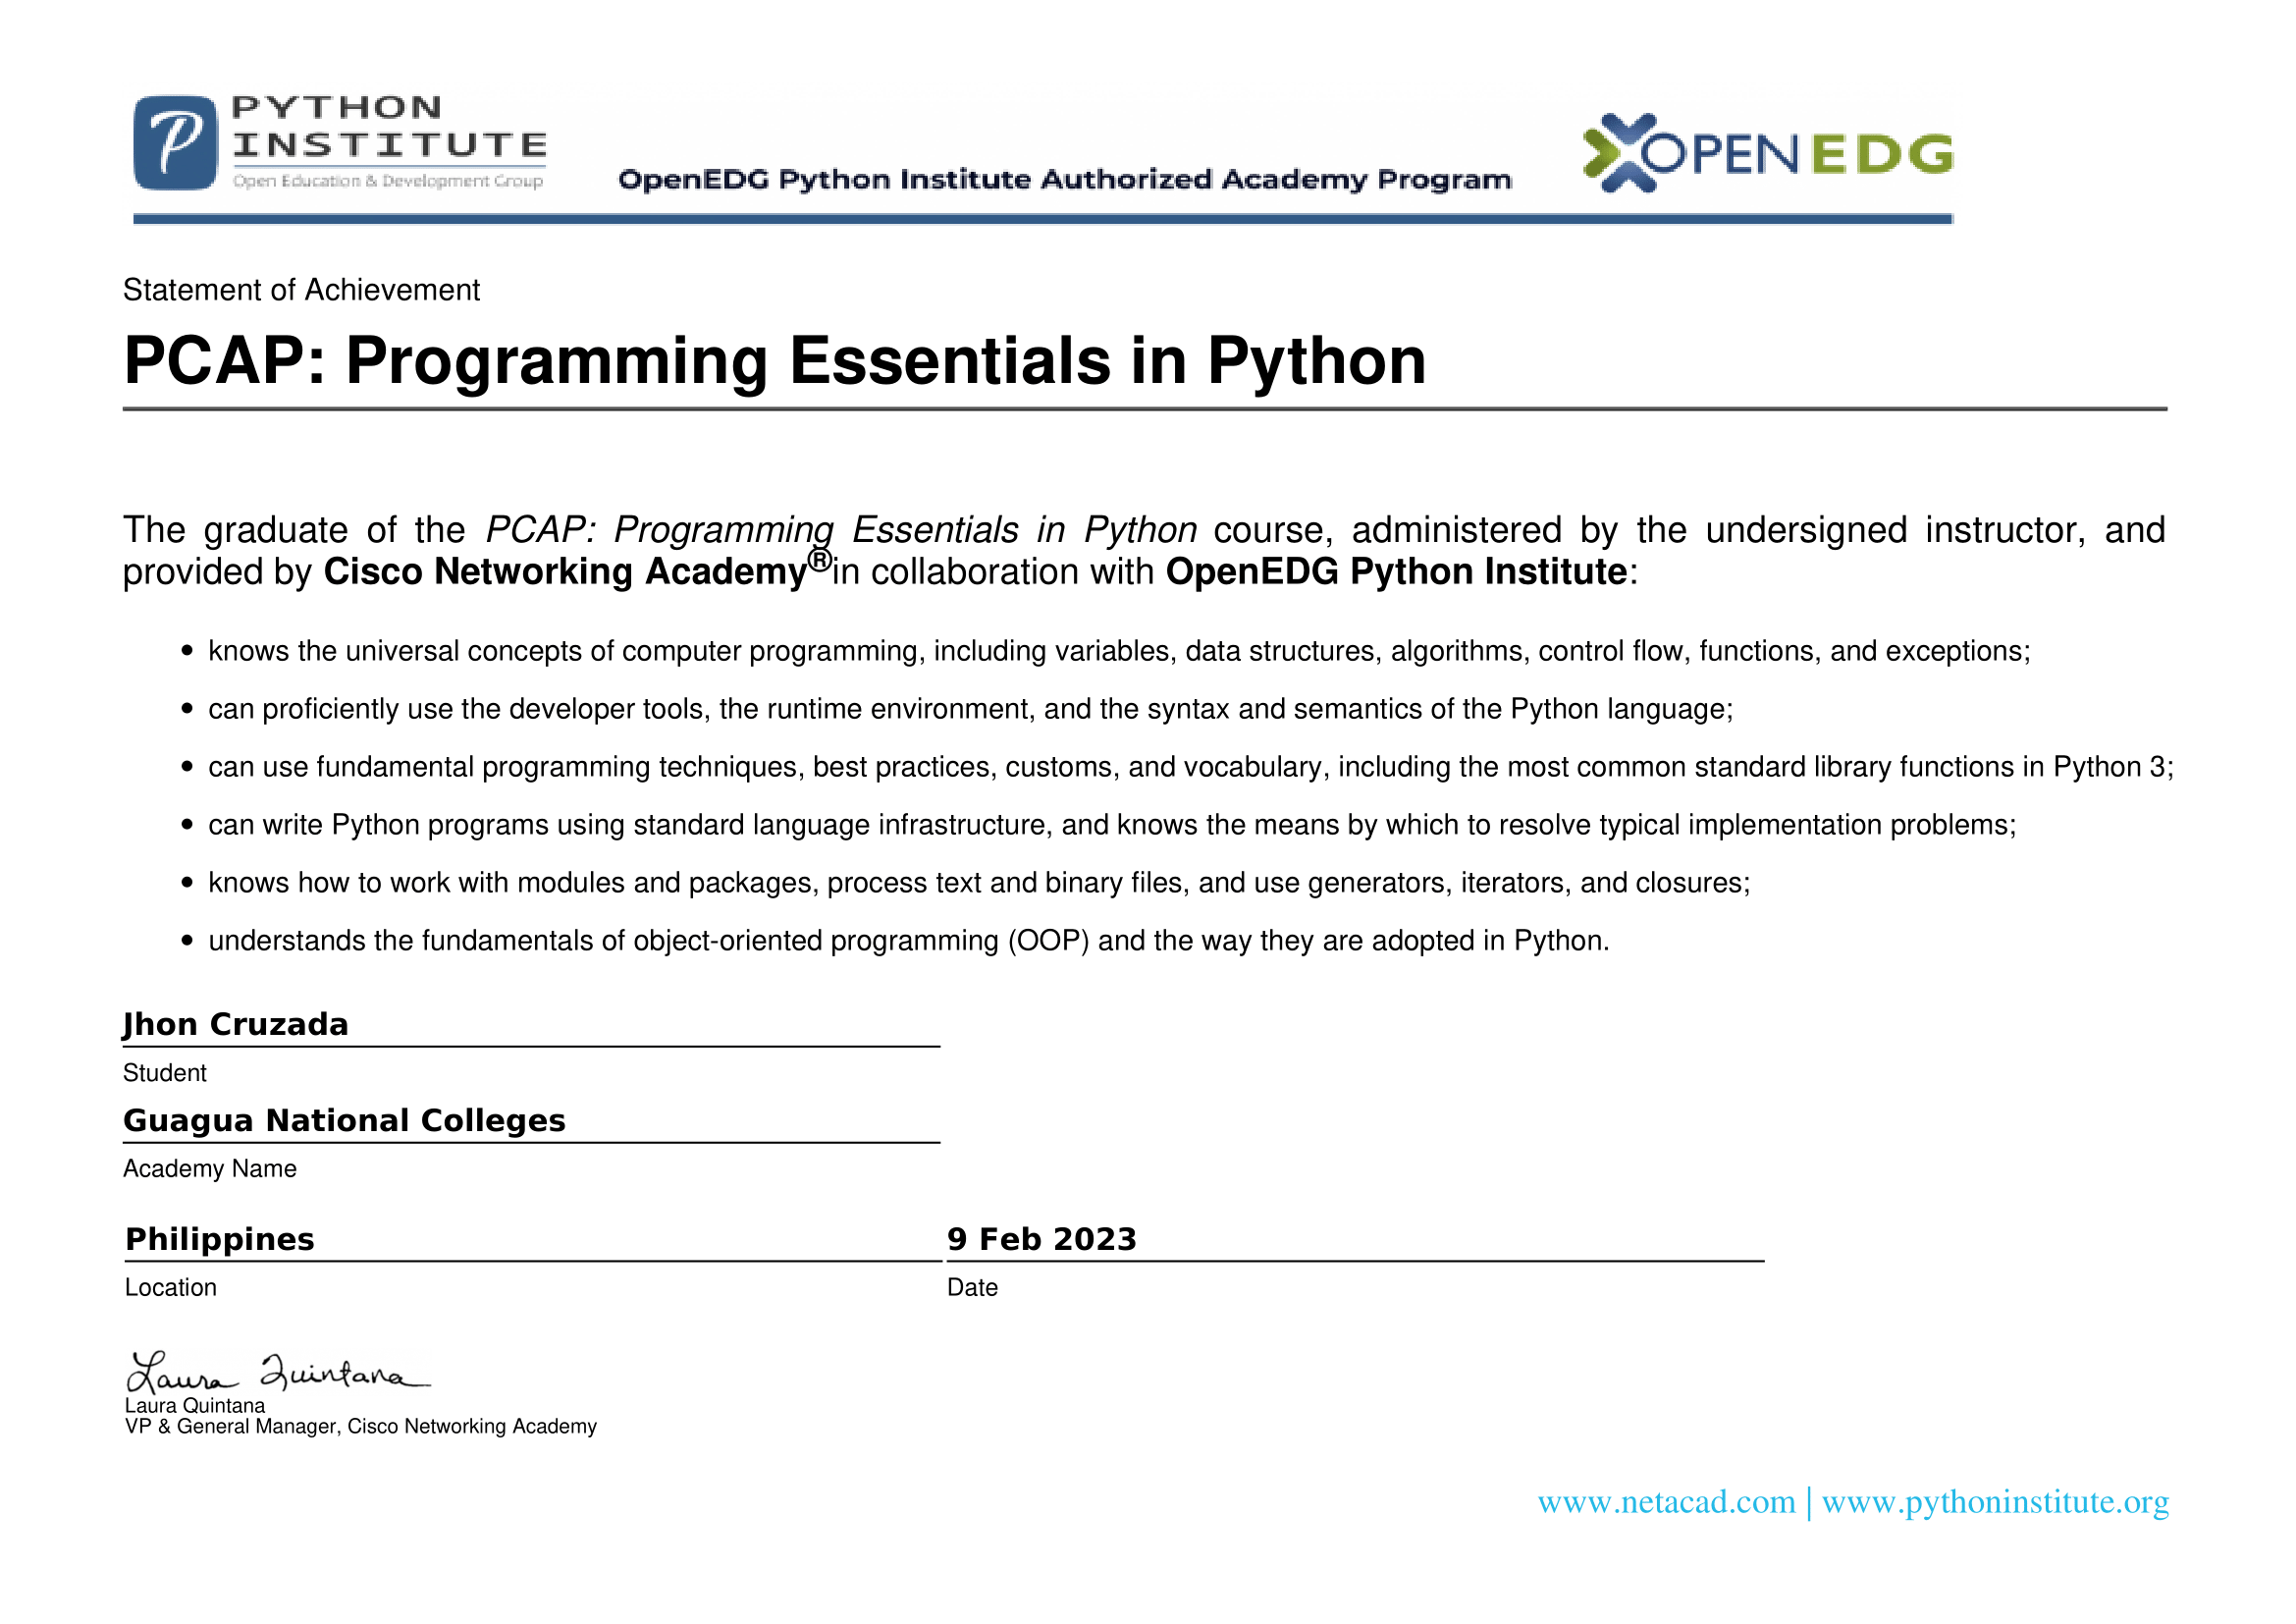 PYTHON
INSTITUTE
Open Education & Development Group
OpenEDG Python Institute Authorized Academy Program
OPENEDG
Statement of Achievement
PCAP: Programming Essentials in Python
The graduate of the PCAP: Programming Essentials in Python course, administered by the undersigned instructor, and
provided by Cisco Networking Academy®in collaboration with OpenEDG Python Institute:
• knows the universal concepts of computer programming, including variables, data structures, algorithms, control flow, functions, and exceptions;
• can proficiently use the developer tools, the runtime environment, and the syntax and semantics of the Python language;
• can use fundamental programming techniques, best practices, customs, and vocabulary, including the most common standard library functions in Python 3;
• can write Python programs using standard language infrastructure, and knows the means by which to resolve typical implementation problems;
• knows how to work with modules and packages, process text and binary files, and use generators, iterators, and closures;
• understands the fundamentals of object-oriented programming (OOP) and the way they are adopted in Python.
Jhon Cruzada
Student
Guagua National Colleges
Academy Name
Philippines 9 Feb 2023
Location Date
Laura Quintana
Laura Quintana
VP & General Manager, Cisco Networking Academy
www.netacad.com | www.pythoninstitute.org